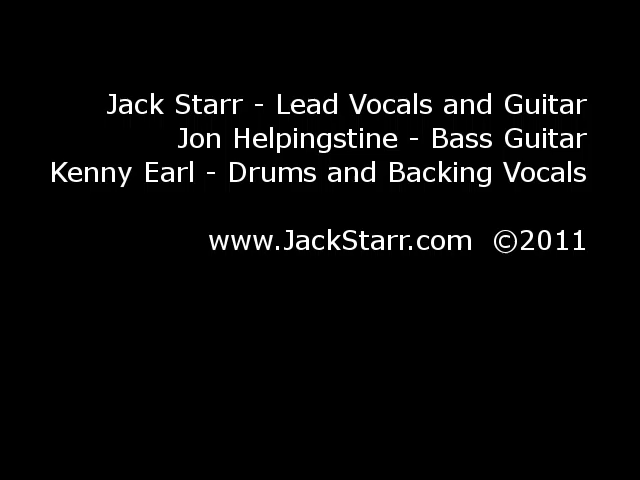 Jack Starr - Lead Vocals and Guitar
Jon Helpingstine - Bass Guitar
Kenny Earl - Drums and Backing Vocals
www.JackStarr.com ©2011